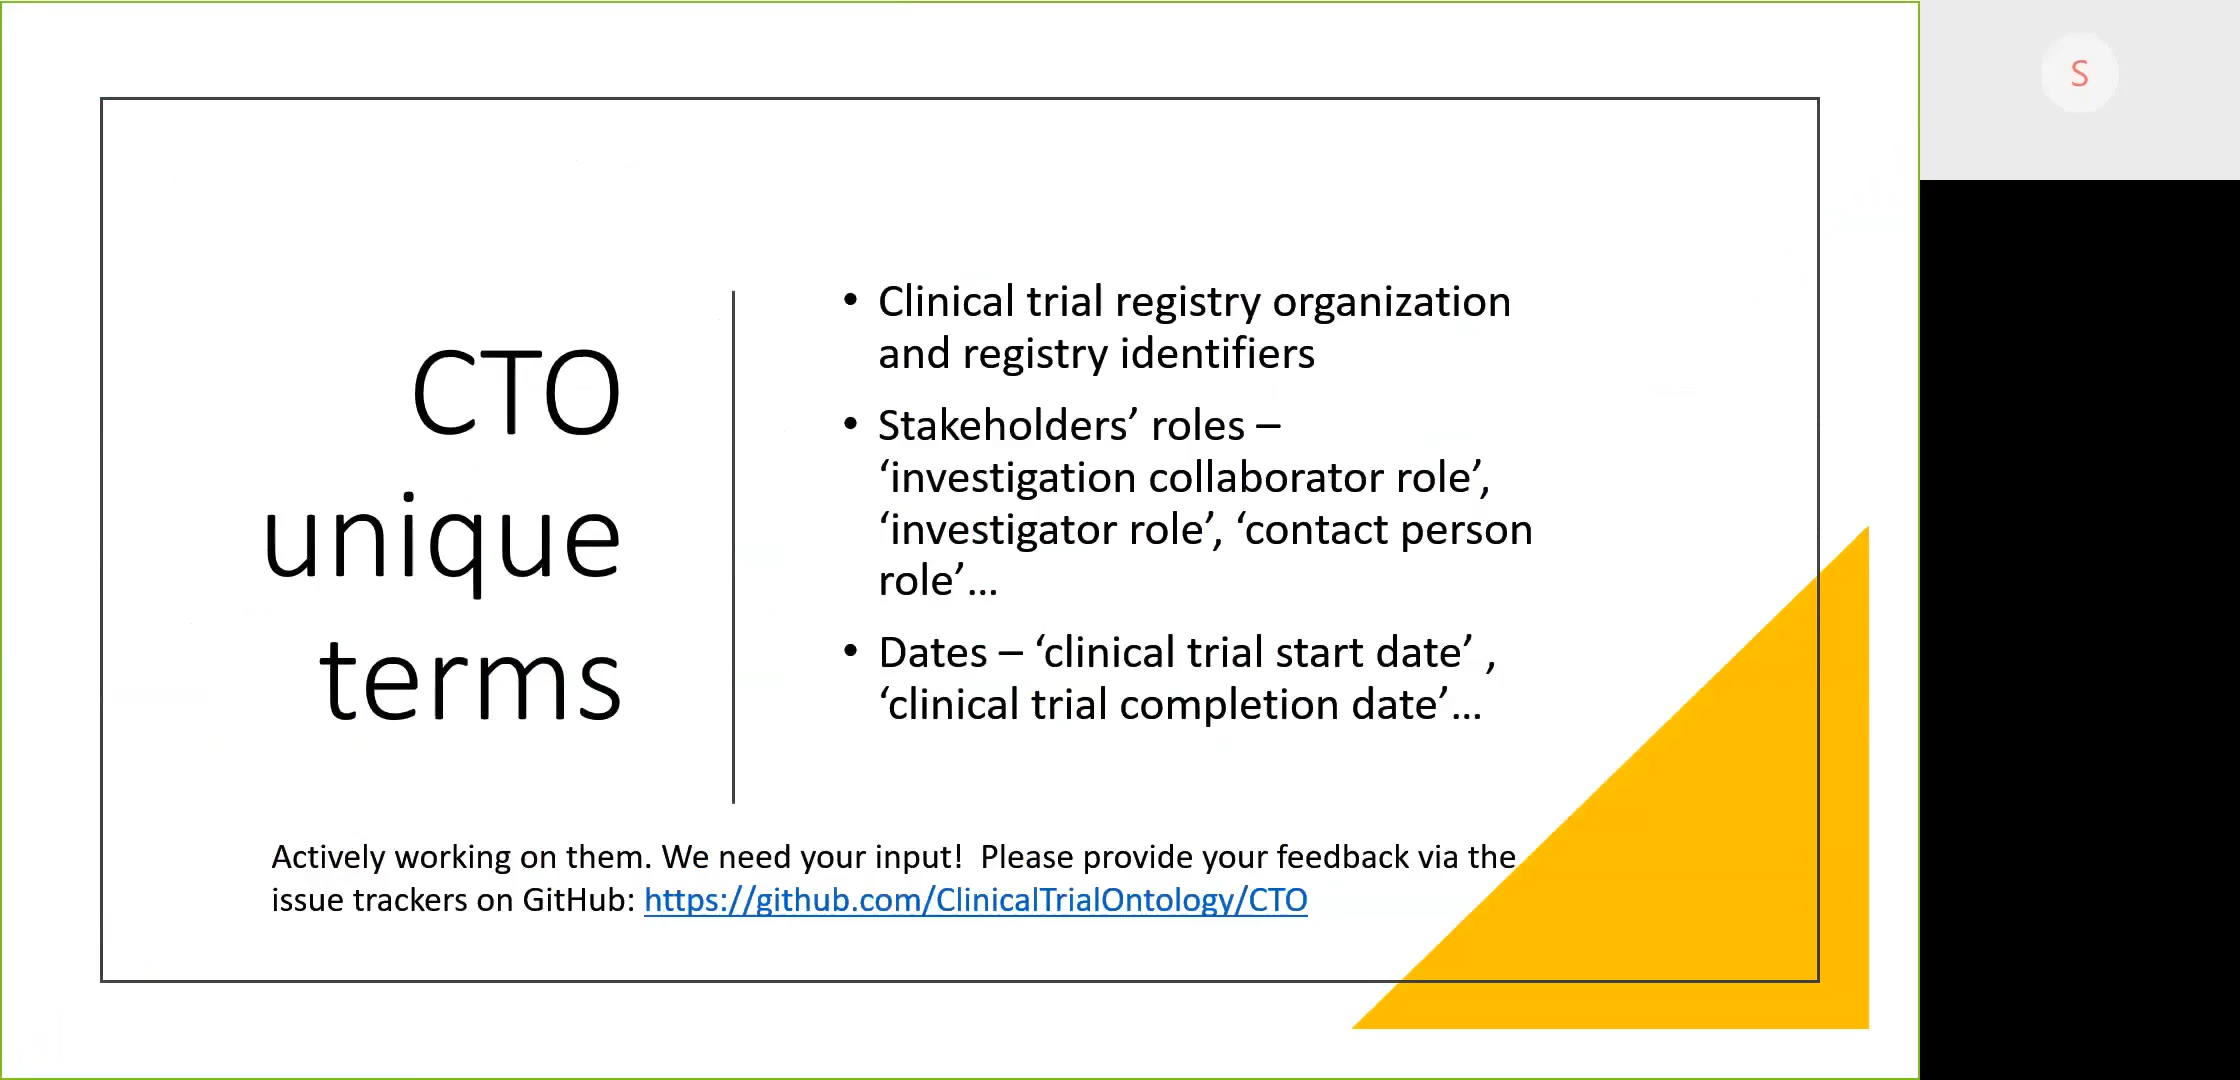 CTO
unique
terms
• Clinical trial registry organization
and registry identifiers
• Stakeholders’ roles –
‘investigation collaborator role’,
‘investigator role’, ‘contact person
role’…
• Dates – ‘clinical trial start date’ ,
‘clinical trial completion date’…
Actively working on them. We need your input!  Please provide your feedback via the
issue trackers on GitHub: https://github.com/ClinicalTrialOntology/CTO
S